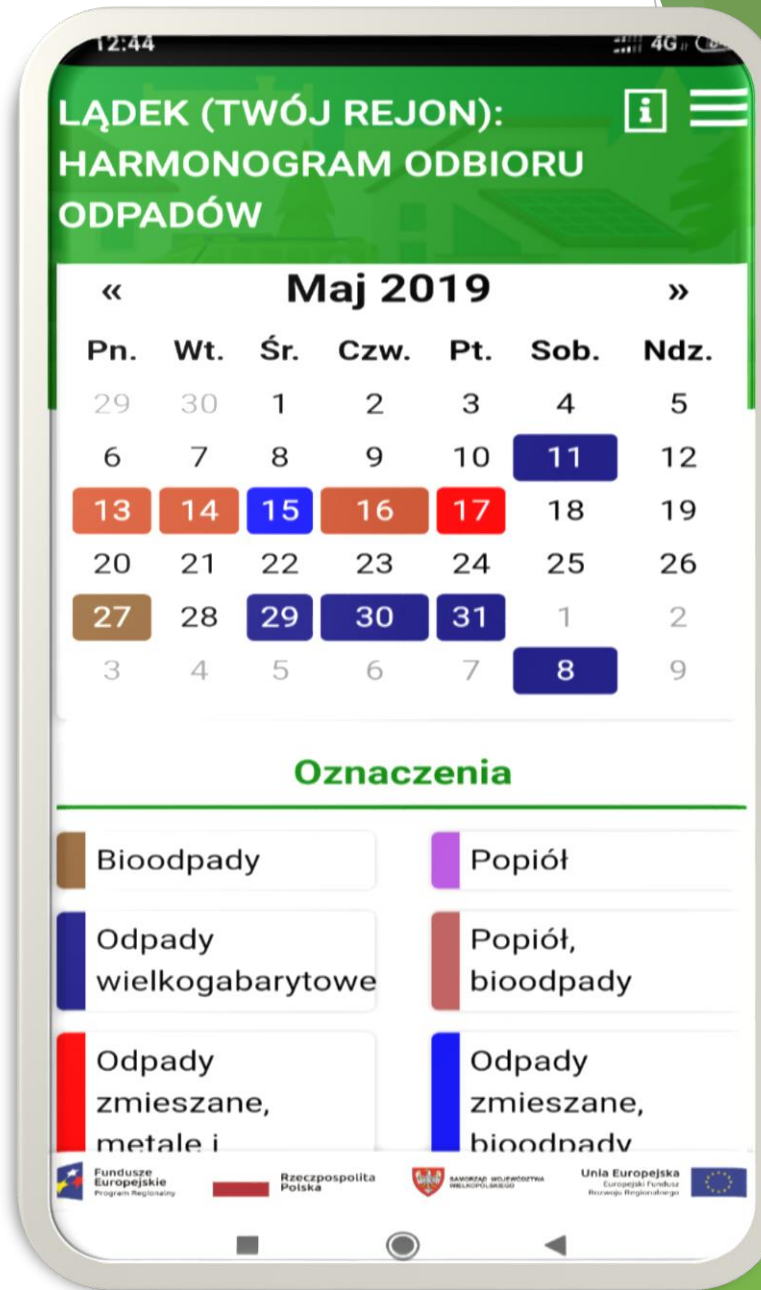 12:44 4G
LĄDEK (TWÓJ REJON):
HARMONOGRAM ODBIORU
ODPADÓW
« Maj 2019 »
Pn. Wt. Śr. Czw. Pt. Sob. Ndz.
29 30 1 2 3 4 5
6 7 8 9 10 11 12
13 14 15 16 17 18 19
20 21 22 23 24 25 26
27 28 29 30 31 1 2
3 4 5 6 7 8 9
Oznaczenia
Bioodpady
Popiół
Odpady
wielkogabarytowe
Popiół,
bioodpady
Odpady
zmieszane,
metale i
Odpady
zmieszane,
bioodpady
Fundusze
Europejskie
Program Regionalny
Rzeczpospolita
Polska
SAMORZĄD WOJEWÓDZTWA
WIELKOPOLSKIEGO
Unia Europejska
Europejski Fundusz
Rozwoju Regionalnego